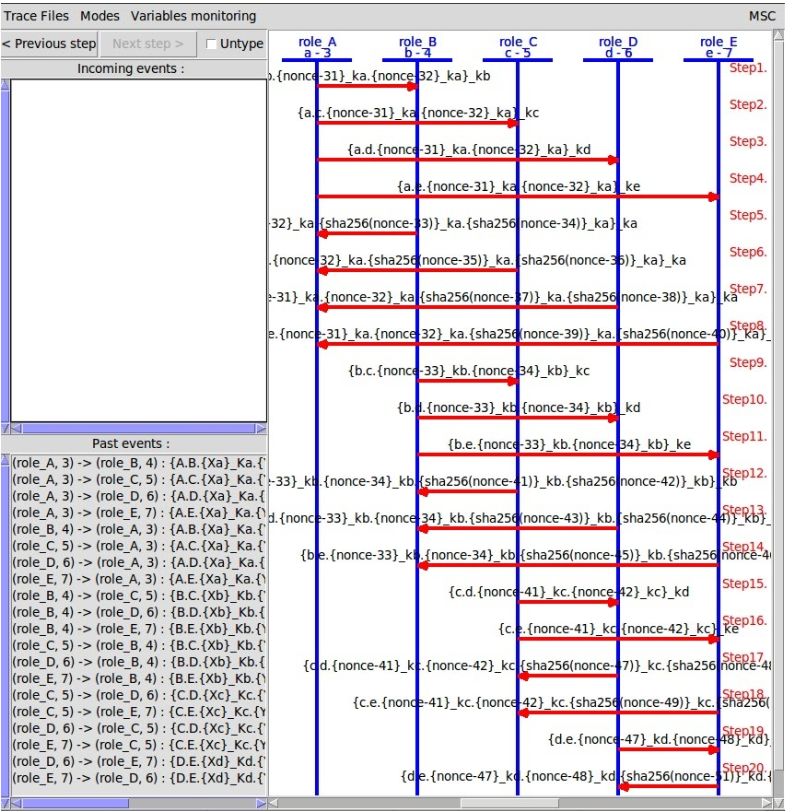 Trace Files Modes Variables monitoring MSC
< Previous step Next step > Untype
Incoming events :
Past events :
(role_A, 3) -> (role_B, 4) : {A.B.{Xa}_Ka.{
(role_A, 3) -> (role_C, 5) : {A.C.{Xa}_Ka.{
(role_A, 3) -> (role_D, 6) : {A.D.{Xa}_Ka.{
(role_A, 3) -> (role_E, 7) : {A.E.{Xa}_Ka.{Y
(role_B, 4) -> (role_A, 3) : {A.B.{Xa}_Ka.{
(role_C, 5) -> (role_A, 3) : {A.C.{Xa}_Ka.{
(role_D, 6) -> (role_A, 3) : {A.D.{Xa}_Ka.{
(role_E, 7) -> (role_A, 3) : {A.E.{Xa}_Ka.{Y
(role_B, 4) -> (role_C, 5) : {B.C.{Xb}_Kb.{
(role_B, 4) -> (role_D, 6) : {B.D.{Xb}_Kb.{
(role_B, 4) -> (role_E, 7) : {B.E.{Xb}_Kb.{Y
(role_C, 5) -> (role_B, 4) : {B.C.{Xb}_Kb.{
(role_D, 6) -> (role_B, 4) : {B.D.{Xb}_Kb.{
(role_E, 7) -> (role_B, 4) : {B.E.{Xb}_Kb.{Y
(role_C, 5) -> (role_D, 6) : {C.D.{Xc}_Kc.{
(role_C, 5) -> (role_E, 7) : {C.E.{Xc}_Kc.{Y
(role_D, 6) -> (role_C, 5) : {C.D.{Xc}_Kc.{
(role_E, 7) -> (role_C, 5) : {C.E.{Xc}_Kc.{Y
(role_D, 6) -> (role_E, 7) : {D.E.{Xd}_Kd.{
(role_E, 7) -> (role_D, 6) : {D.E.{Xd}_Kd.{
role_A role_B role_C role_D role_E
a - 3 b - 4 c - 5 d - 6 e - 7
Step1.
.{nonce-31}_ka.{nonce-32}_ka}_kb
Step2.
{a.c.{nonce-31}_ka.{nonce-32}_ka}_kc
Step3.
{a.d.{nonce-31}_ka.{nonce-32}_ka}_kd
Step4.
{a.e.{nonce-31}_ka.{nonce-32}_ka}_ke
Step5.
-32}_ka.{sha256(nonce-33)}_ka.{sha256(nonce-34)}_ka}_ka
Step6.
.{nonce-32}_ka.{sha256(nonce-35)}_ka.{sha256(nonce-36)}_ka}_ka
Step7.
e-31}_ka.{nonce-32}_ka.{sha256(nonce-37)}_ka.{sha256(nonce-38)}_ka}_ka
Step8.
e.{nonce-31}_ka.{nonce-32}_ka.{sha256(nonce-39)}_ka.{sha256(nonce-40)}_ka}_
Step9.
{b.c.{nonce-33}_kb.{nonce-34}_kb}_kc
Step10.
{b.d.{nonce-33}_kb.{nonce-34}_kb}_kd
Step11.
{b.e.{nonce-33}_kb.{nonce-34}_kb}_ke
Step12.
-33}_kb.{nonce-34}_kb.{sha256(nonce-41)}_kb.{sha256(nonce-42)}_kb}_kb
Step13.
d.{nonce-33}_kb.{nonce-34}_kb.{sha256(nonce-43)}_kb.{sha256(nonce-44)}_kb}_
Step14.
{b.e.{nonce-33}_kb.{nonce-34}_kb.{sha256(nonce-45)}_kb.{sha256(nonce-46
Step15.
{c.d.{nonce-41}_kc.{nonce-42}_kc}_kd
Step16.
{c.e.{nonce-41}_kc.{nonce-42}_kc}_ke
Step17.
{c.d.{nonce-41}_kc.{nonce-42}_kc.{sha256(nonce-47)}_kc.{sha256(nonce-48
Step18.
{c.e.{nonce-41}_kc.{nonce-42}_kc.{sha256(nonce-49)}_kc.{sha256(
Step19.
{d.e.{nonce-47}_kd.{nonce-48}_kd}_
Step20.
{d.e.{nonce-47}_kd.{nonce-48}_kd.{sha256(nonce-51)}_kd.{